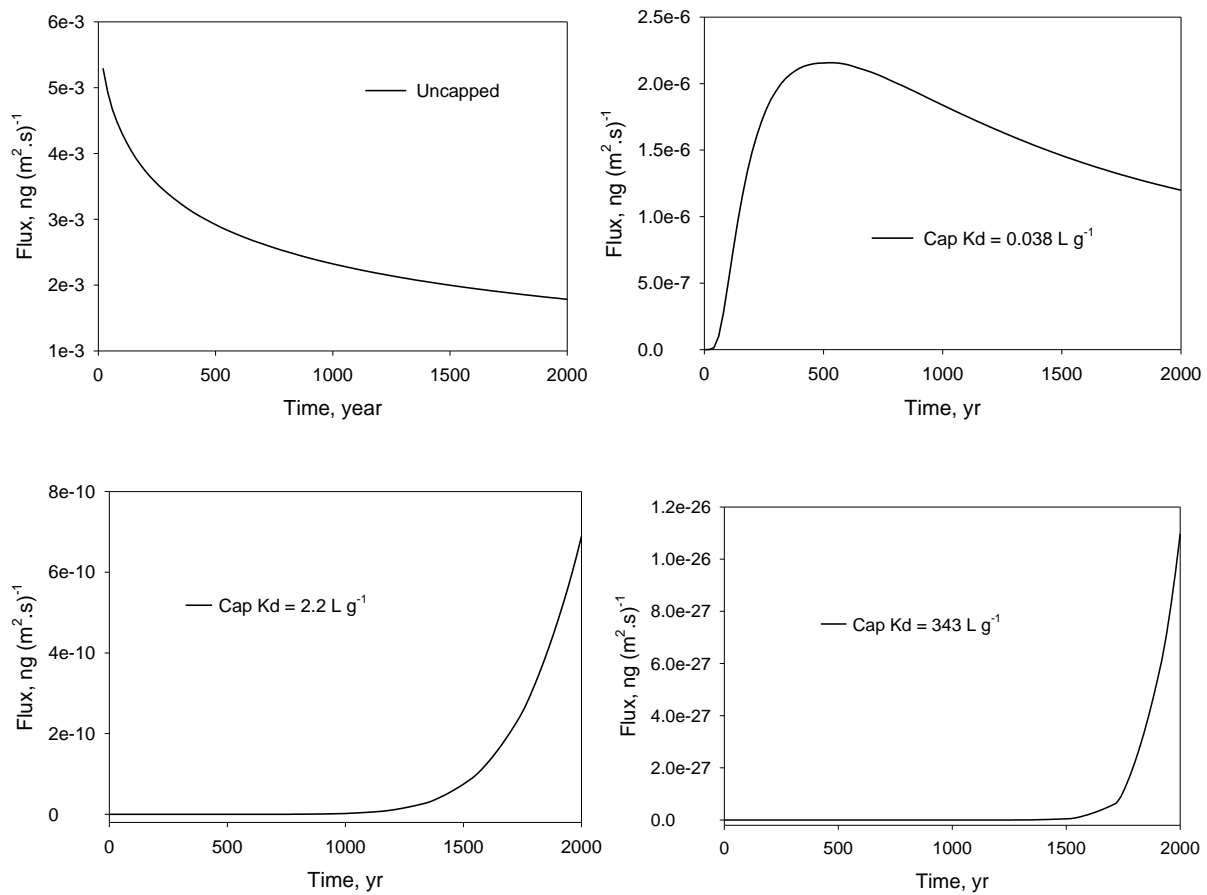 6e-3
5e-3
4e-3
3e-3
2e-3
1e-3
Flux, ng (m².s)⁻¹
Uncapped
0 500 1000 1500 2000
Time, year
2.5e-6
2.0e-6
1.5e-6
1.0e-6
5.0e-7
0.0
Flux, ng (m².s)⁻¹
Cap Kd = 0.038 L g⁻¹
0 500 1000 1500 2000
Time, yr
8e-10
6e-10
4e-10
2e-10
0
Flux, ng (m².s)⁻¹
Cap Kd = 2.2 L g⁻¹
0 500 1000 1500 2000
Time, yr
1.2e-26
1.0e-26
8.0e-27
6.0e-27
4.0e-27
2.0e-27
0.0
Flux, ng (m².s)⁻¹
Cap Kd = 343 L g⁻¹
0 500 1000 1500 2000
Time, yr